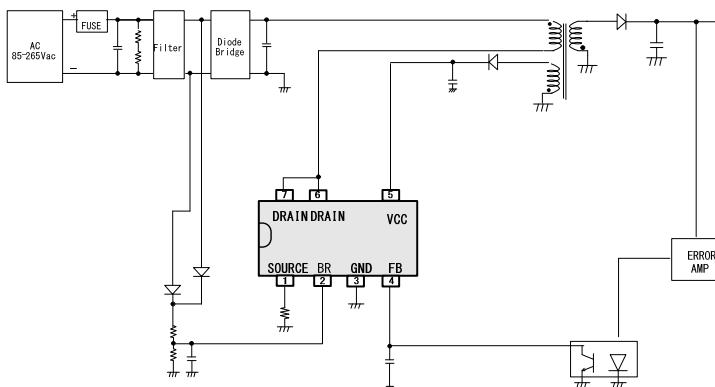 AC
85-265Vac
+
−
FUSE
Filter
Diode
Bridge
7
6
5
DRAIN DRAIN
VCC
SOURCE BR GND FB
1
2
3
4
ERROR
AMP